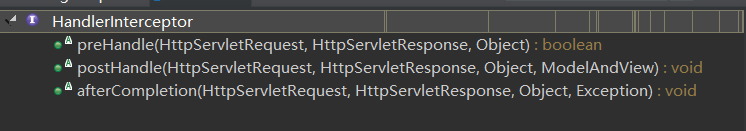 HandlerInterceptor
preHandle(HttpServletRequest, HttpServletResponse, Object) : boolean
postHandle(HttpServletRequest, HttpServletResponse, Object, ModelAndView) : void
afterCompletion(HttpServletRequest, HttpServletResponse, Object, Exception) : void